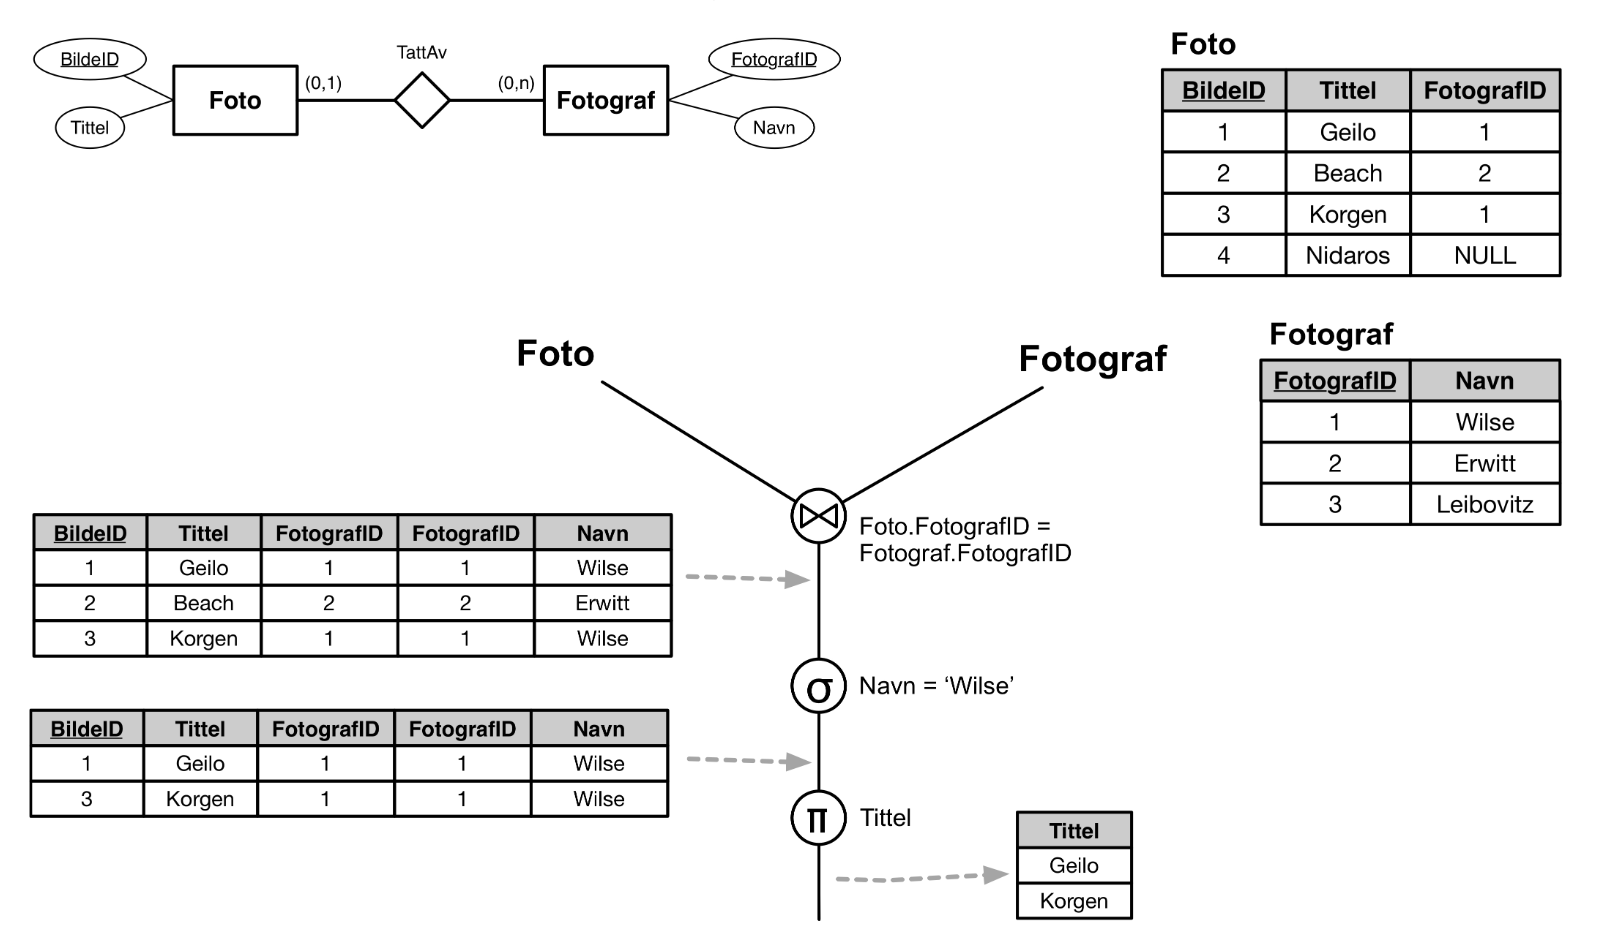 BildeID
Tittel
Foto
(0,1)
TattAv
(0,n)
Fotograf
FotografID
Navn
Foto
BildeID Tittel FotografID
1 Geilo 1
2 Beach 2
3 Korgen 1
4 Nidaros NULL
Fotograf
FotografID Navn
1 Wilse
2 Erwitt
3 Leibovitz
Foto
Fotograf
⋈
Foto.FotografID =
Fotograf.FotografID
BildeID Tittel FotografID FotografID Navn
1 Geilo 1 1 Wilse
2 Beach 2 2 Erwitt
3 Korgen 1 1 Wilse
σ
Navn = ‘Wilse’
BildeID Tittel FotografID FotografID Navn
1 Geilo 1 1 Wilse
3 Korgen 1 1 Wilse
π
Tittel
Tittel
Geilo
Korgen